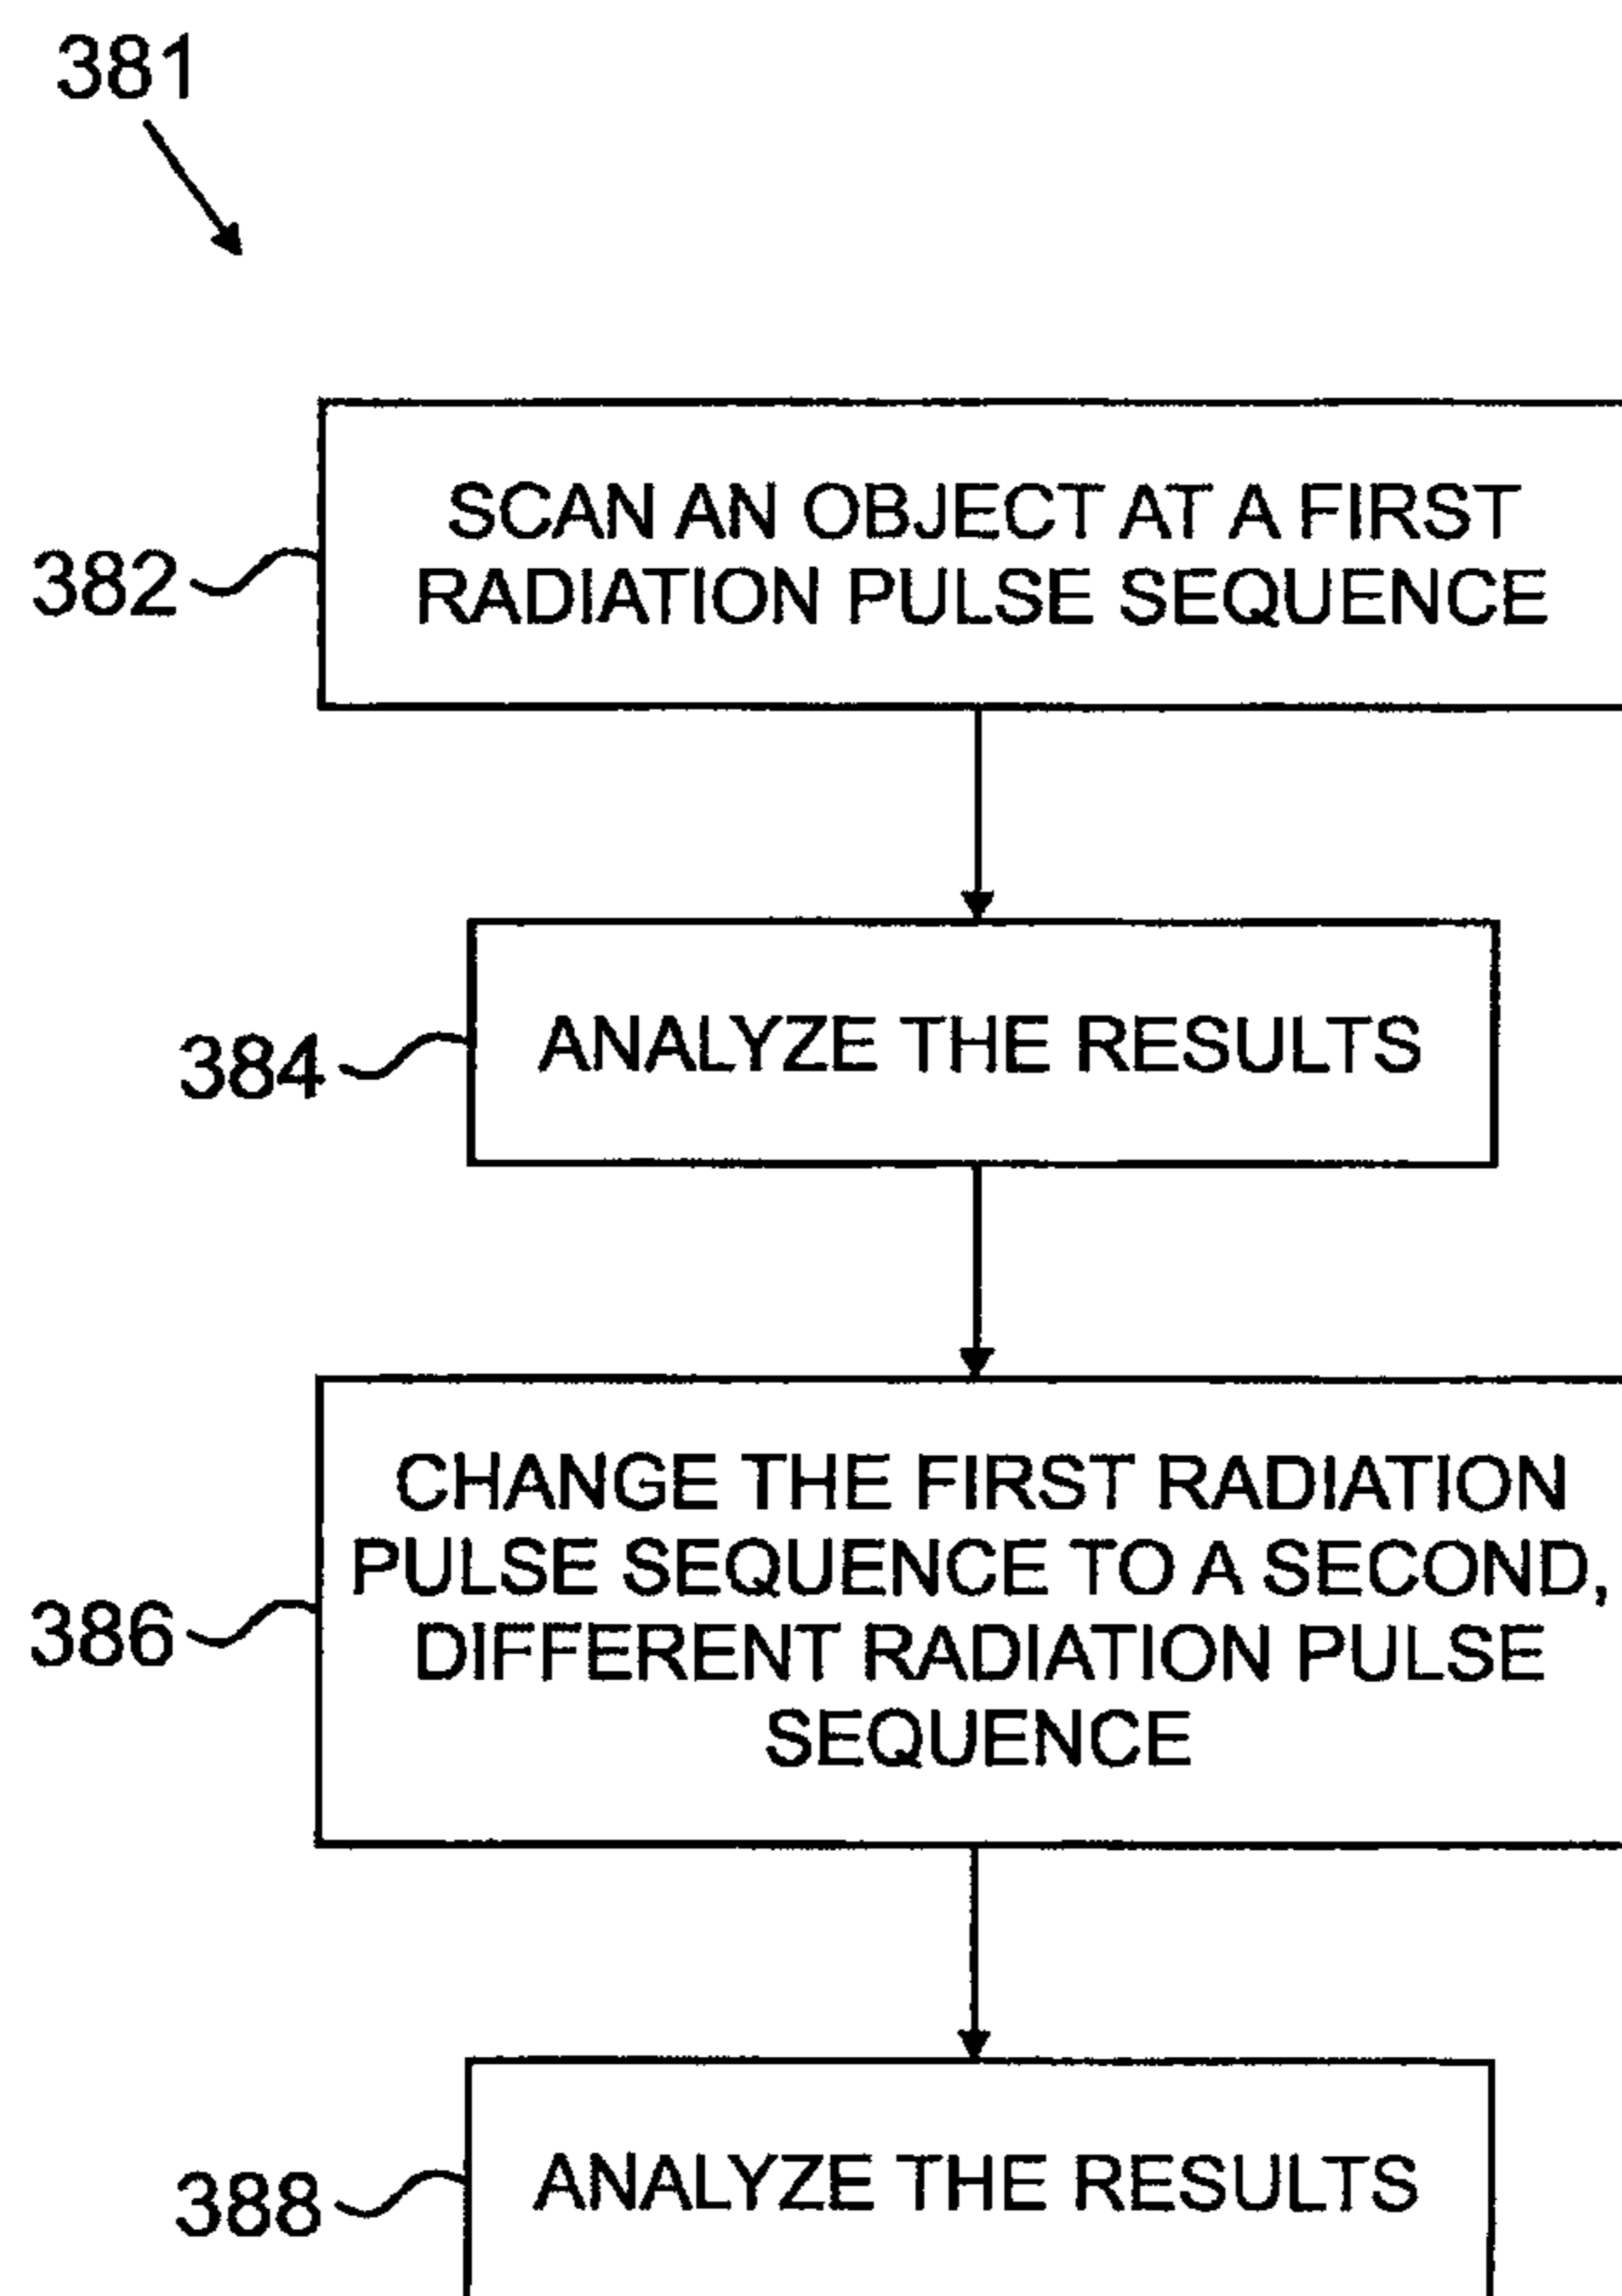 381
382
SCAN AN OBJECT AT A FIRST
RADIATION PULSE SEQUENCE
384
ANALYZE THE RESULTS
386
CHANGE THE FIRST RADIATION
PULSE SEQUENCE TO A SECOND,
DIFFERENT RADIATION PULSE
SEQUENCE
388
ANALYZE THE RESULTS